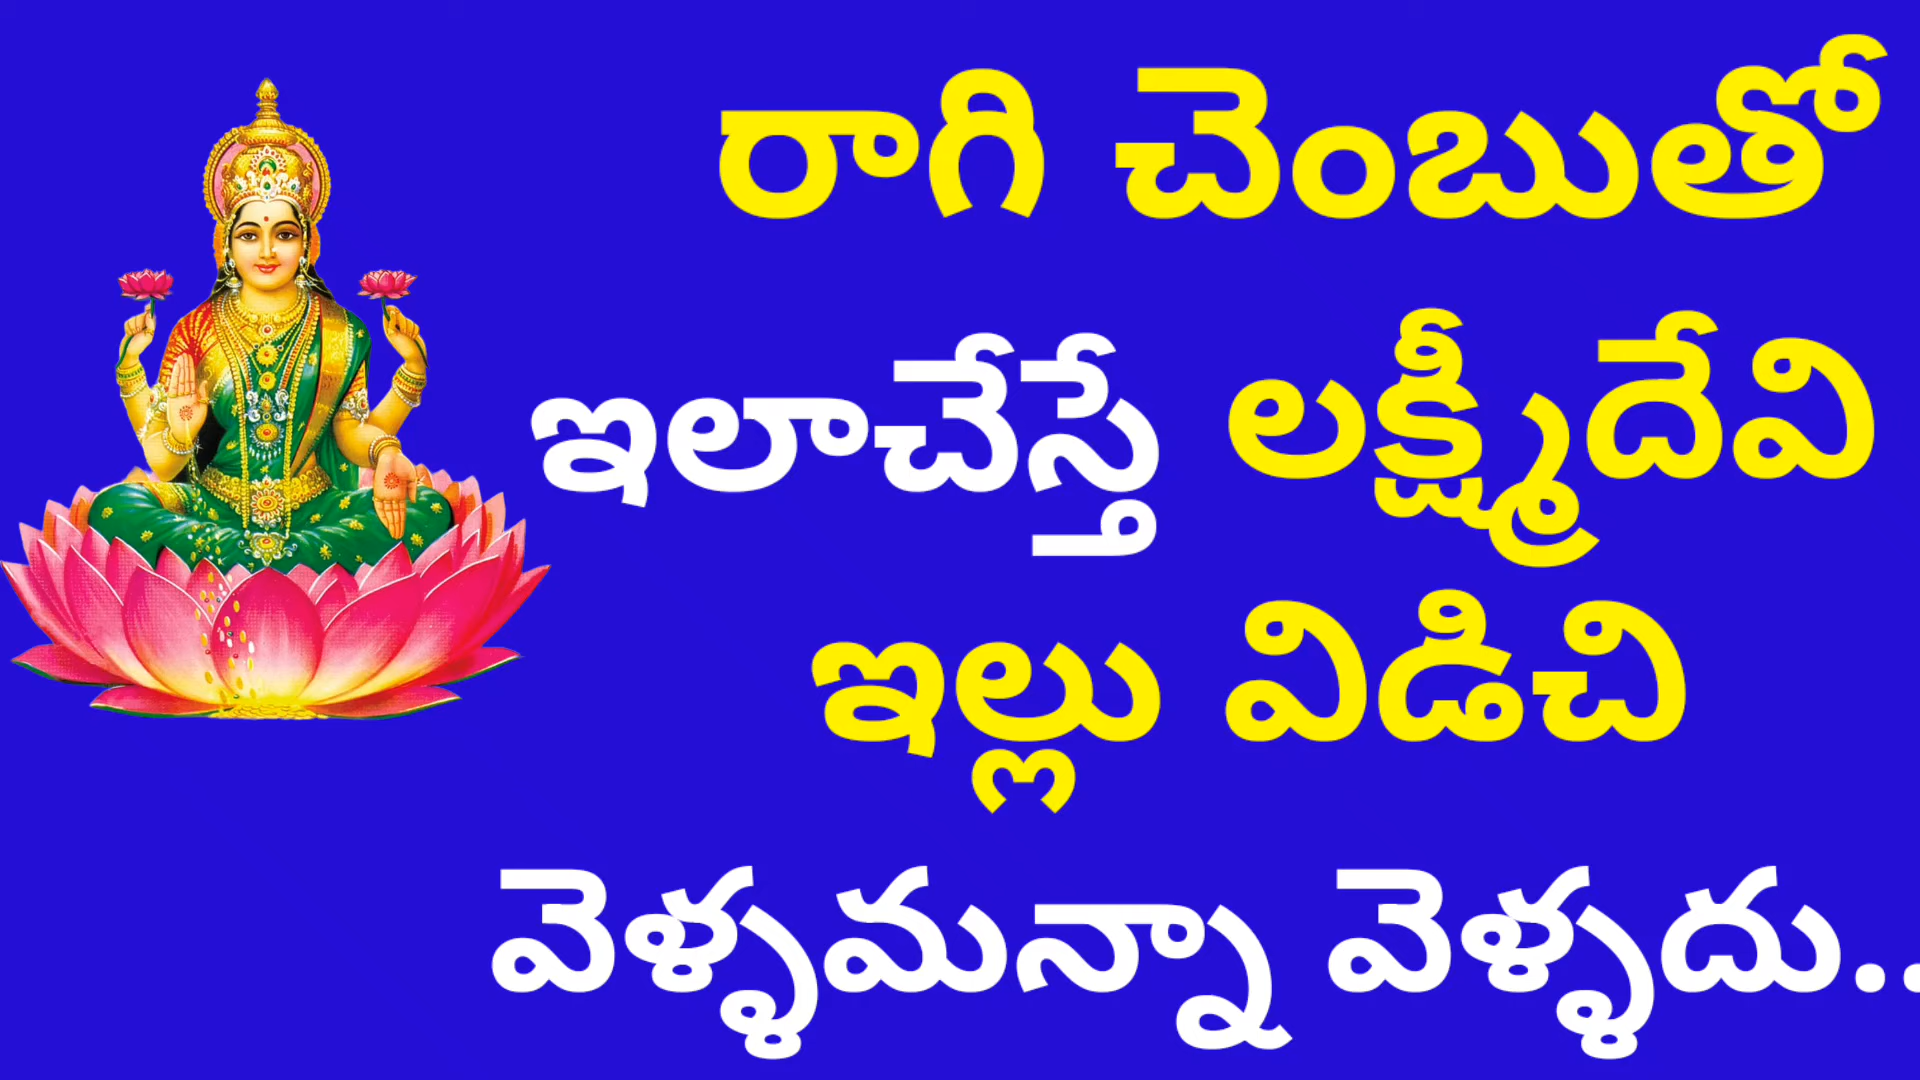 రాగి చెంబుతో
ఇలాచేస్తే లక్ష్మీదేవి
ఇల్లు విడిచి
వెళ్ళమన్నా వెళ్ళదు..